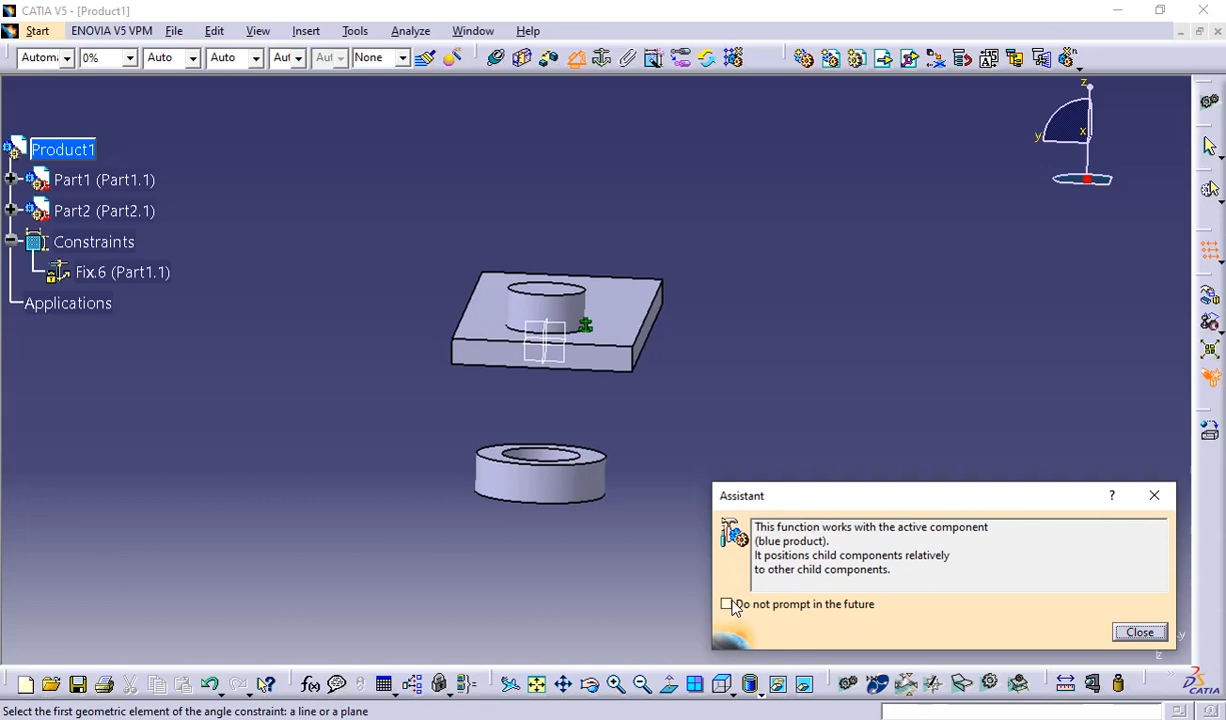 CATIA V5 - [Product1]
Start ENOVIA V5 VPM File Edit View Insert Tools Analyze Window Help
0% Auto Auto None
z
y x
Product1
Part1 (Part1.1)
Part2 (Part2.1)
Constraints
Fix.6 (Part1.1)
Applications
Assistant
This function works with the active component
(blue product).
It positions child components relatively
to other child components.
Do not prompt in the future
Close
f(x)
CATIA
Select the first geometric element of the angle constraint: a line or a plane